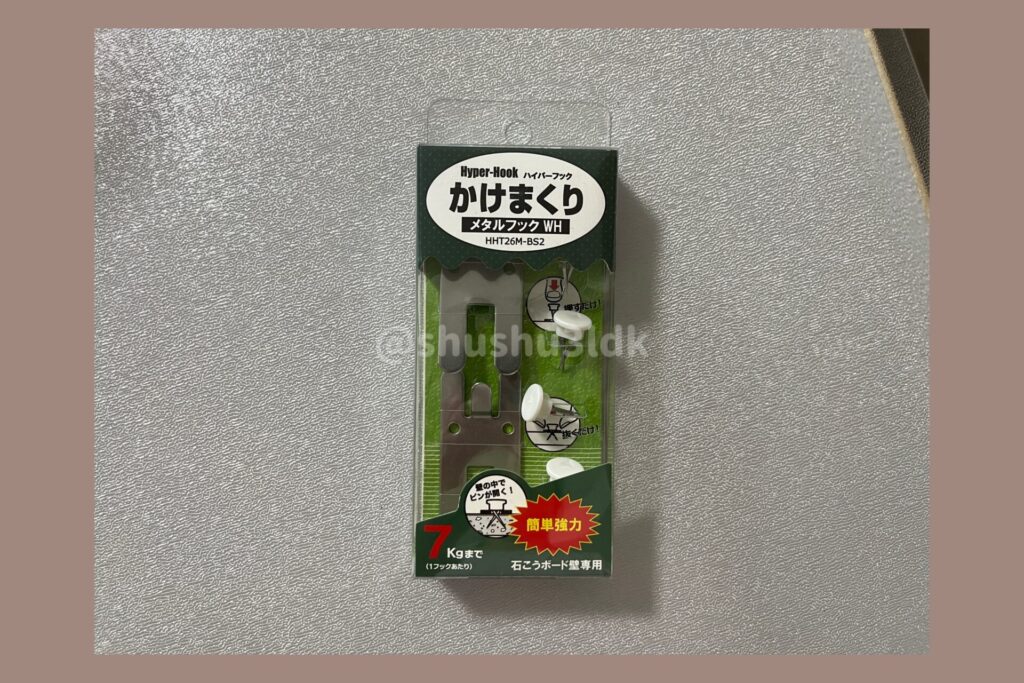 Hyper-Hook ハイパーフック
かけまくり
メタルフック WH
HHT26M-BS2
押すだけ!
@shushu3ldk
抜くだけ!
壁の中で
ピンが開く!
簡単強力
7Kgまで
(1フックあたり)
石こうボード壁専用